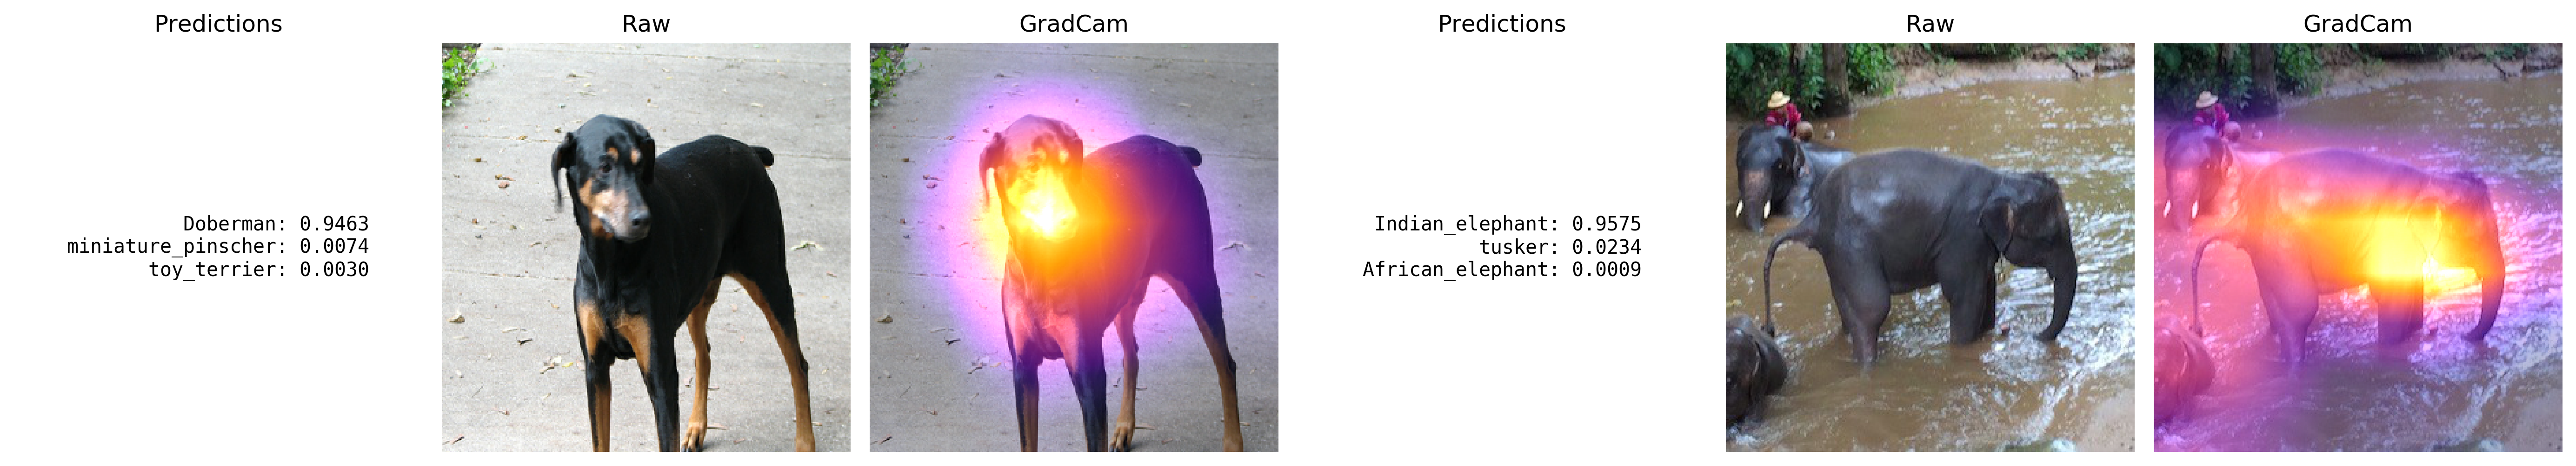 Predictions
Raw
GradCam
Doberman: 0.9463
miniature_pinscher: 0.0074
toy_terrier: 0.0030
Predictions
Raw
GradCam
Indian_elephant: 0.9575
tusker: 0.0234
African_elephant: 0.0009